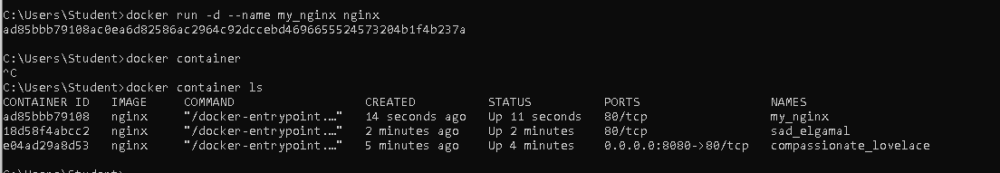 C:\Users\Student>docker run -d --name my_nginx nginx
ad85bbb79108ac0ea6d82586ac2964c92dccebd4696655524573204b1f4b237a
C:\Users\Student>docker container
^C
C:\Users\Student>docker container ls
CONTAINER ID   IMAGE     COMMAND                  CREATED          STATUS          PORTS                  NAMES
ad85bbb79108   nginx     "/docker-entrypoint.…"   14 seconds ago   Up 11 seconds   80/tcp                 my_nginx
18d58f4abcc2   nginx     "/docker-entrypoint.…"   2 minutes ago    Up 2 minutes    80/tcp                 sad_elgamal
e04ad29a8d53   nginx     "/docker-entrypoint.…"   5 minutes ago    Up 4 minutes    0.0.0.0:8080->80/tcp   compassionate_lovelace